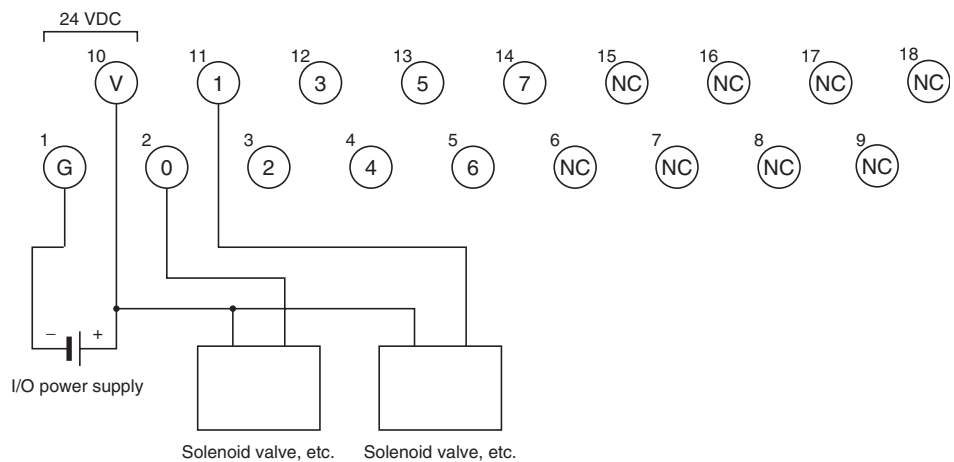 24 VDC
10 11 12 13 14 15 16 17 18
V 1 3 5 7 NC NC NC NC
1 2 3 4 5 6 7 8 9
G 0 2 4 6 NC NC NC NC
− +
I/O power supply
Solenoid valve, etc. Solenoid valve, etc.